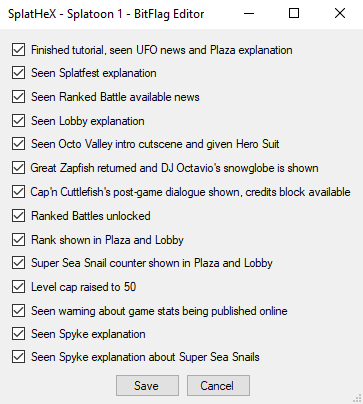 SplatHeX - Splatoon 1 - BitFlag Editor
Finished tutorial, seen UFO news and Plaza explanation
Seen Splatfest explanation
Seen Ranked Battle available news
Seen Lobby explanation
Seen Octo Valley intro cutscene and given Hero Suit
Great Zapfish returned and DJ Octavio's snowglobe is shown
Cap'n Cuttlefish's post-game dialogue shown, credits block available
Ranked Battles unlocked
Rank shown in Plaza and Lobby
Super Sea Snail counter shown in Plaza and Lobby
Level cap raised to 50
Seen warning about game stats being published online
Seen Spyke explanation
Seen Spyke explanation about Super Sea Snails
Save Cancel